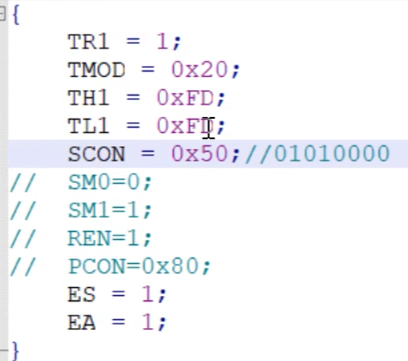 {
TR1 = 1;
TMOD = 0x20;
TH1 = 0xFD;
TL1 = 0xFD;
SCON = 0x50;//01010000
//  SM0=0;
//  SM1=1;
//  REN=1;
//  PCON=0x80;
ES = 1;
EA = 1;
}